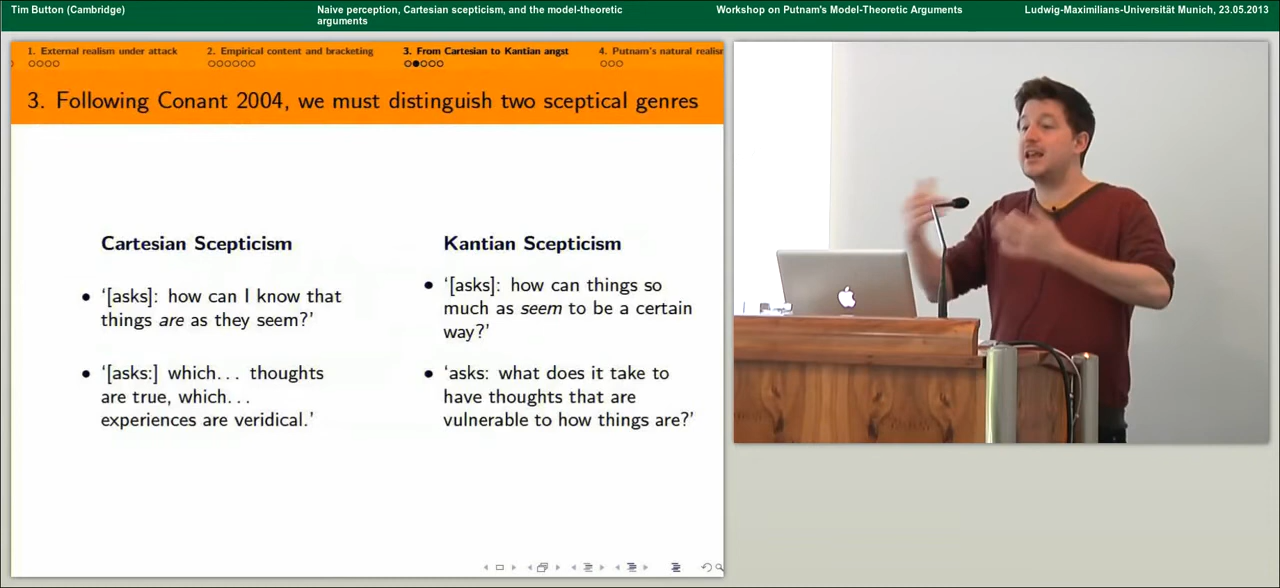 Tim Button (Cambridge)
Naive perception, Cartesian scepticism, and the model-theoretic
arguments
Workshop on Putnam's Model-Theoretic Arguments
Ludwig-Maximilians-Universität Munich, 23.05.2013
1. External realism under attack
2. Empirical content and bracketing
3. From Cartesian to Kantian angst
4. Putnam's natural realism
3. Following Conant 2004, we must distinguish two sceptical genres
Cartesian Scepticism
• '[asks]: how can I know that
things are as they seem?'
• '[asks:] which... thoughts
are true, which...
experiences are veridical.'
Kantian Scepticism
• '[asks]: how can things so
much as seem to be a certain
way?'
• 'asks: what does it take to
have thoughts that are
vulnerable to how things are?'